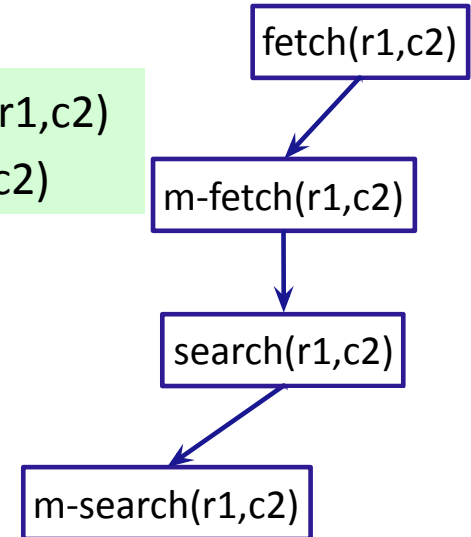 fetch(r1,c2)
r1,c2)
c2)
m-fetch(r1,c2)
search(r1,c2)
m-search(r1,c2)